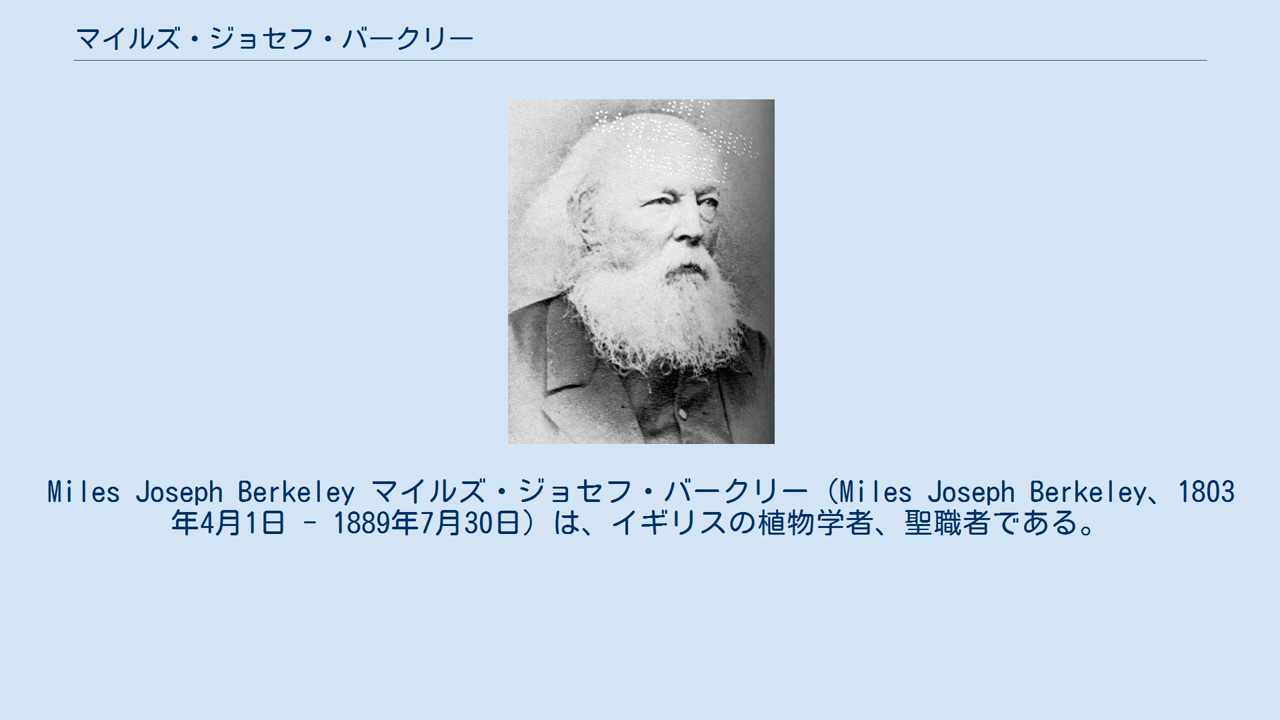 マイルズ・ジョセフ・バークリー
Miles Joseph Berkeley マイルズ・ジョセフ・バークリー（Miles Joseph Berkeley、1803
年4月1日 - 1889年7月30日）は、イギリスの植物学者、聖職者である。